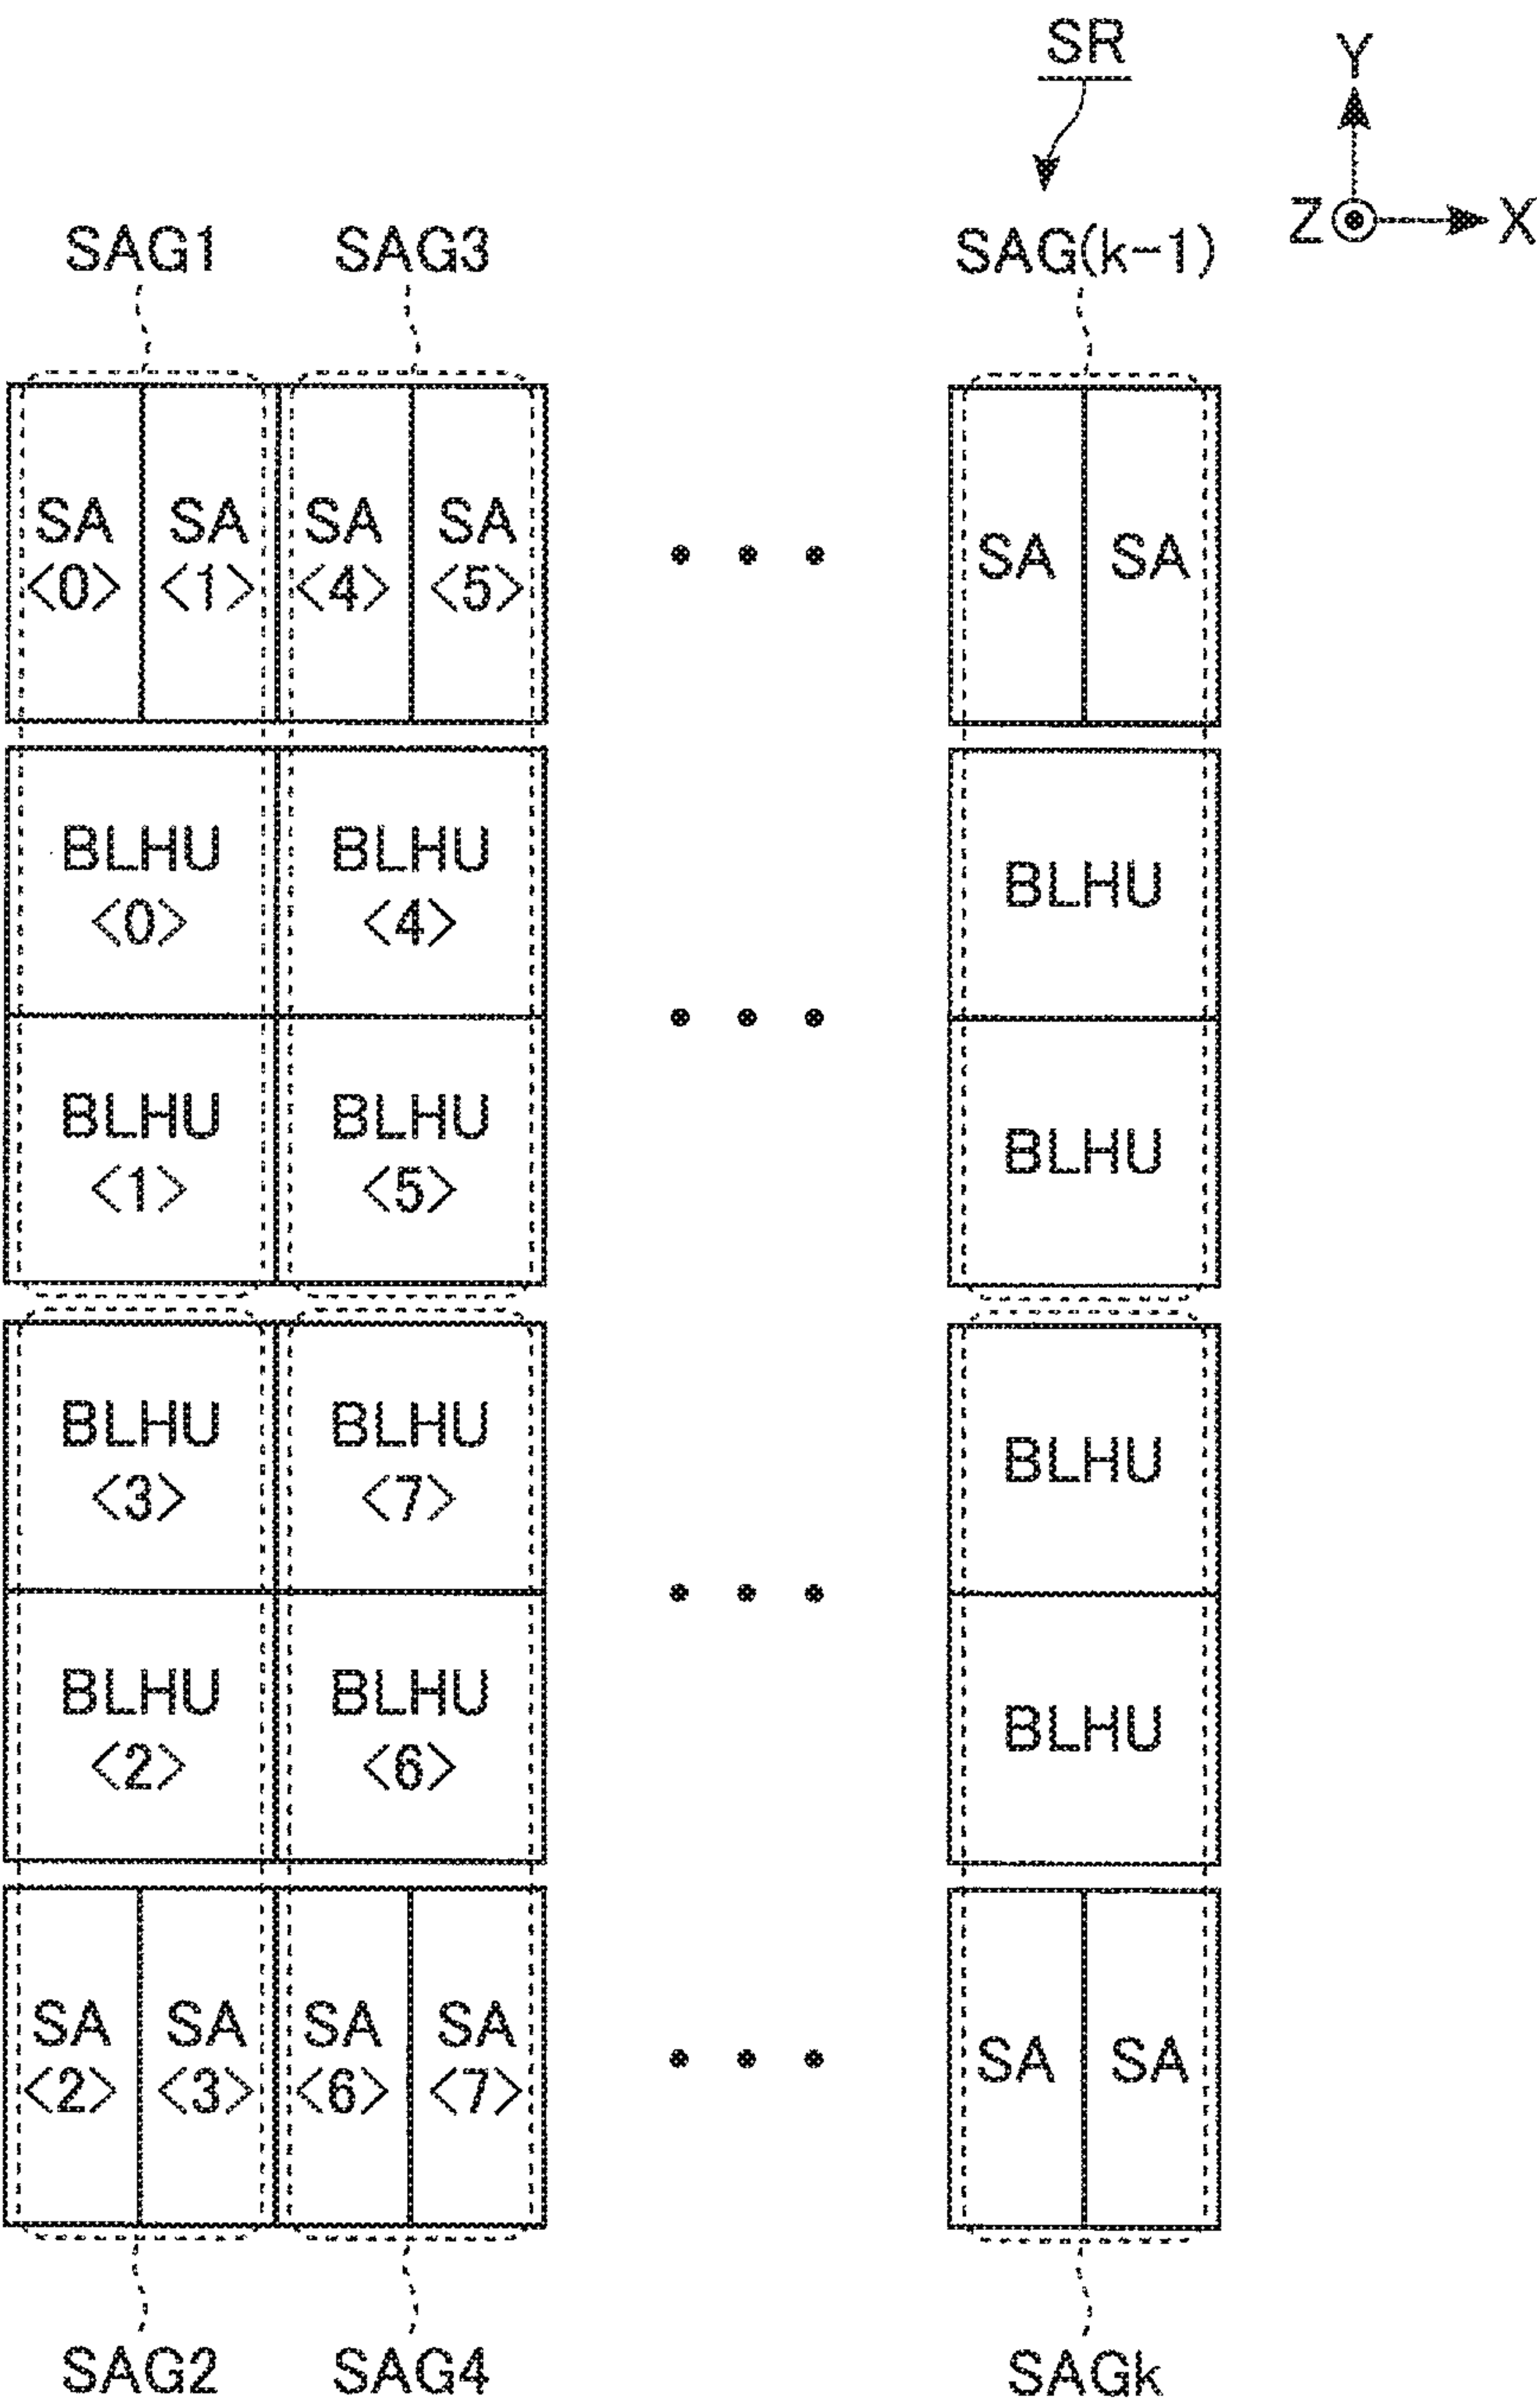 SR
Y
Z X
SAG1 SAG3 SAG(k-1)
SA SA SA SA
<0> <1> <4> <5>
SA SA
BLHU BLHU BLHU
<0> <4>
BLHU BLHU BLHU
<1> <5>
BLHU BLHU BLHU
<3> <7>
BLHU BLHU BLHU
<2> <6>
SA SA SA SA
<2> <3> <6> <7>
SA SA
SAG2 SAG4 SAGk